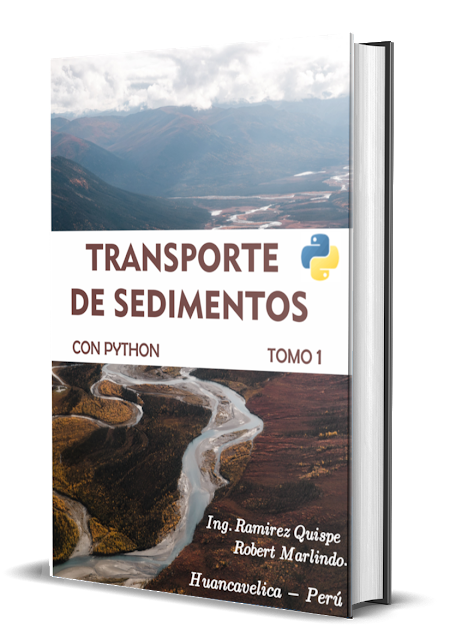 TRANSPORTE
DE SEDIMENTOS
CON PYTHON TOMO 1
Ing. Ramirez Quispe
Robert Marlindo.
Huancavelica – Perú